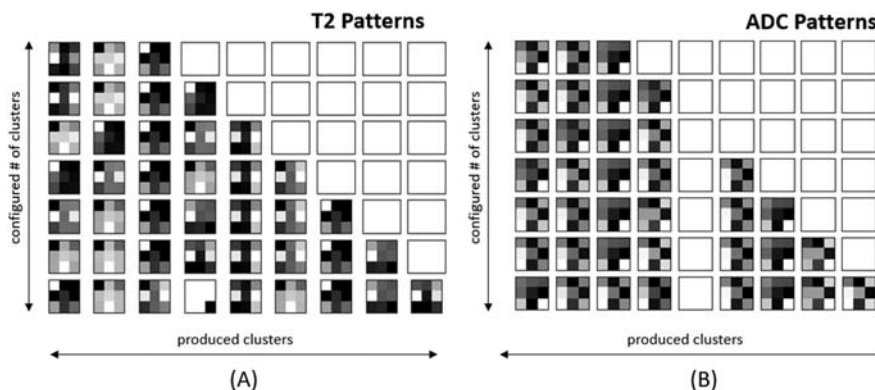 T2 Patterns
ADC Patterns
configured # of clusters
configured # of clusters
produced clusters
produced clusters
(A)
(B)